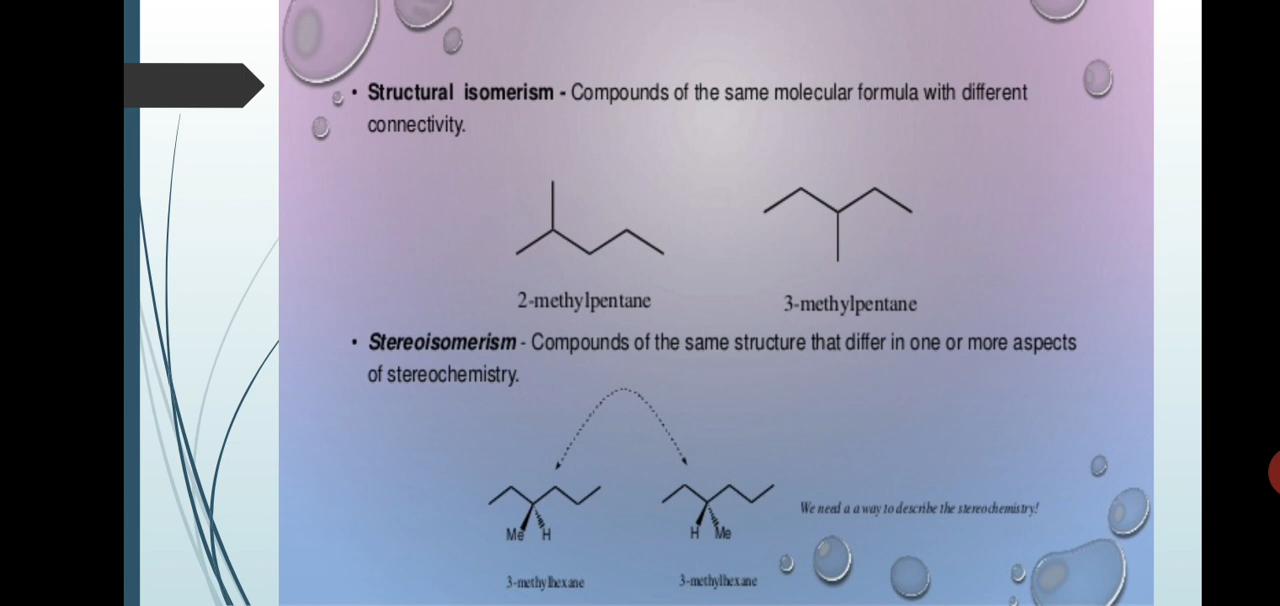 • Structural isomerism - Compounds of the same molecular formula with different
connectivity.
2-methylpentane
3-methylpentane
• Stereoisomerism - Compounds of the same structure that differ in one or more aspects
of stereochemistry.
Me H
H Me
We need a a way to describe the stereochemistry!
3-methylhexane
3-methylhexane